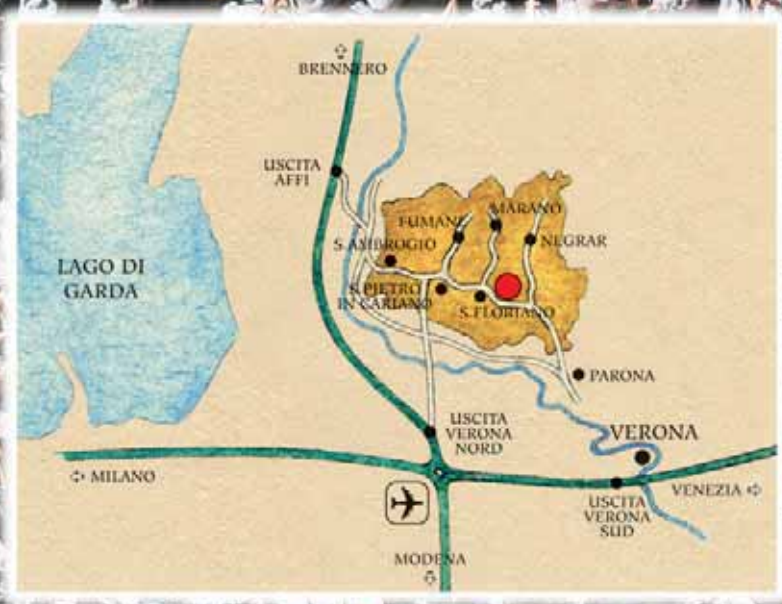 BRENNERO
USCITA
AFFI
MARANO
FUMANE
NEGRAR
S.AMBROGIO
LAGO DI
GARDA
S.PIETRO
IN CARIANO
S.FLORIANO
PARONA
USCITA
VERONA
NORD
VERONA
MILANO
VENEZIA
USCITA
VERONA
SUD
MODENA